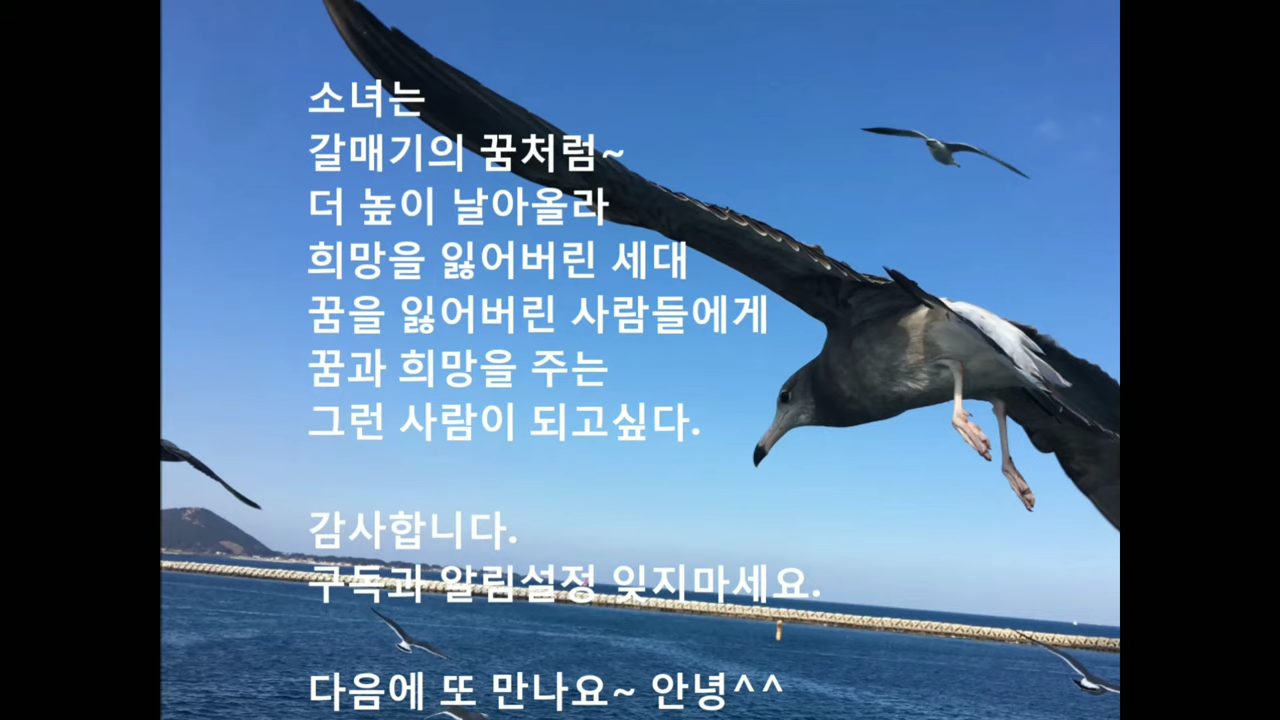 소녀는
갈매기의 꿈처럼~
더 높이 날아올라
희망을 잃어버린 세대
꿈을 잃어버린 사람들에게
꿈과 희망을 주는
그런 사람이 되고싶다.
감사합니다.
구독과 알림설정 잊지마세요.
다음에 또 만나요~ 안녕^^